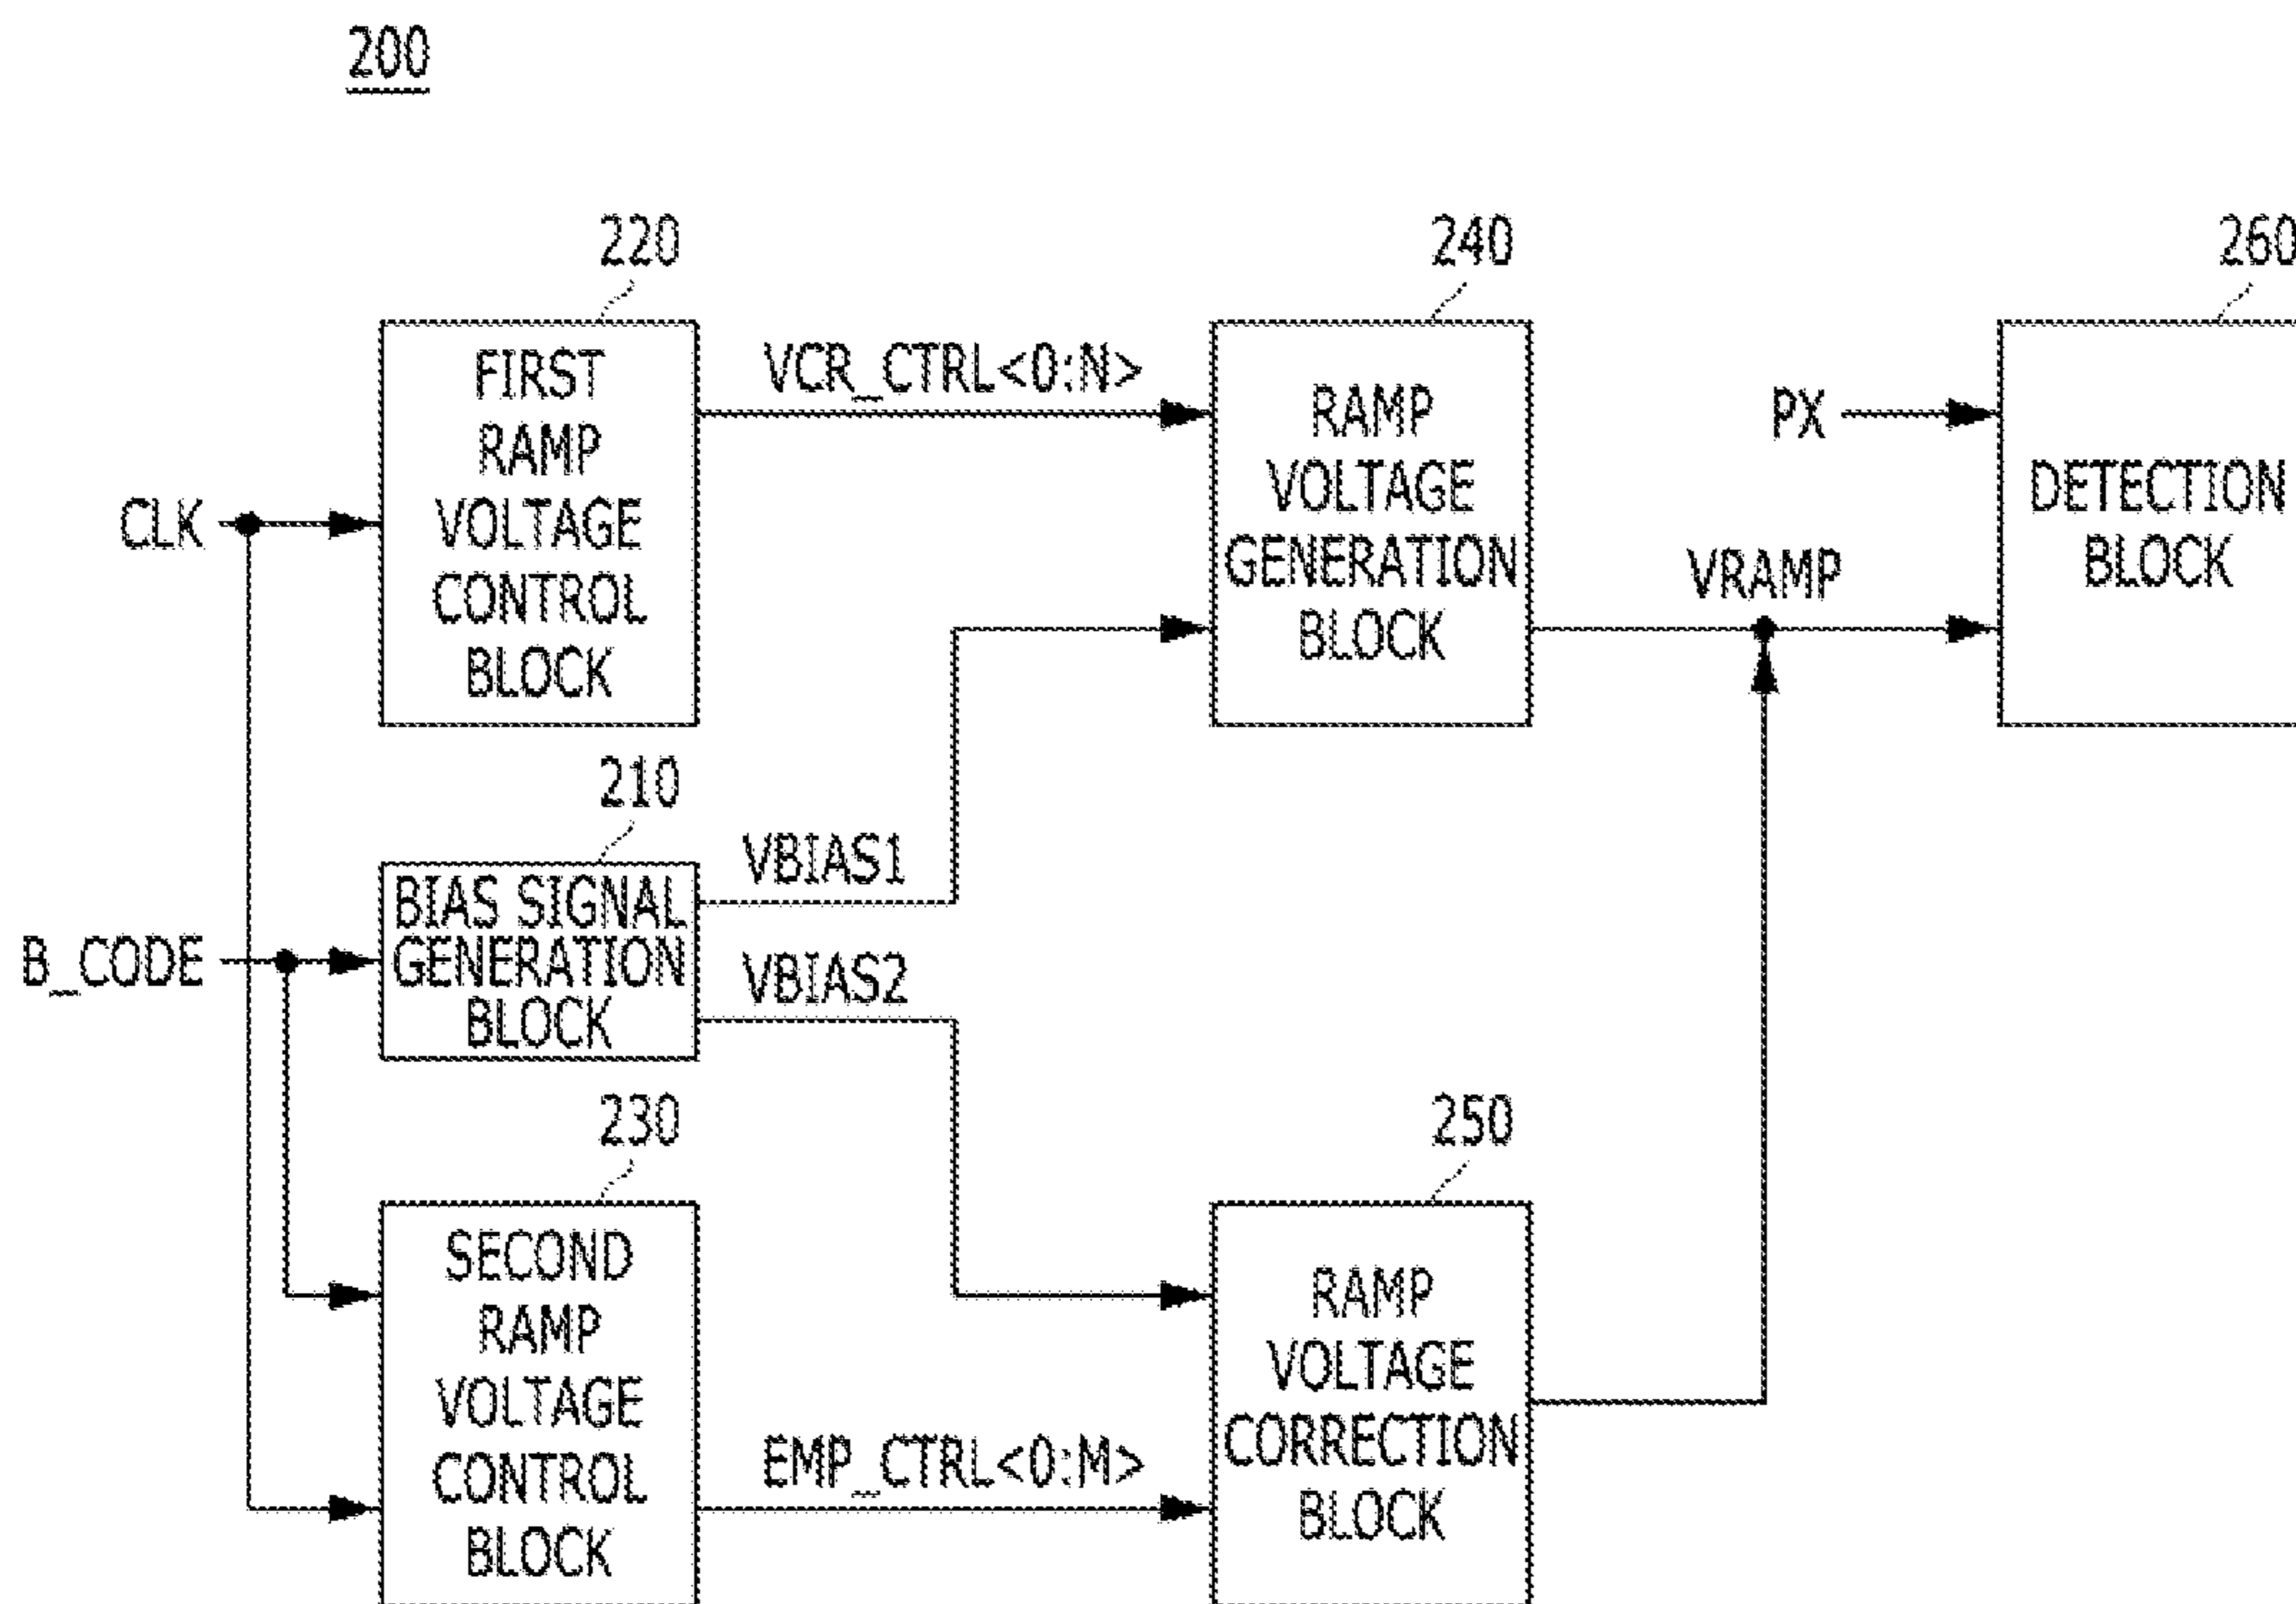 200
220
240
260
FIRST
RAMP
VOLTAGE
CONTROL
BLOCK
VCR_CTRL<0:N>
RAMP
VOLTAGE
GENERATION
BLOCK
PX
DETECTION
BLOCK
CLK
VRAMP
210
B_CODE
BIAS SIGNAL
GENERATION
BLOCK
VBIAS1
VBIAS2
230
250
SECOND
RAMP
VOLTAGE
CONTROL
BLOCK
EMP_CTRL<0:M>
RAMP
VOLTAGE
CORRECTION
BLOCK